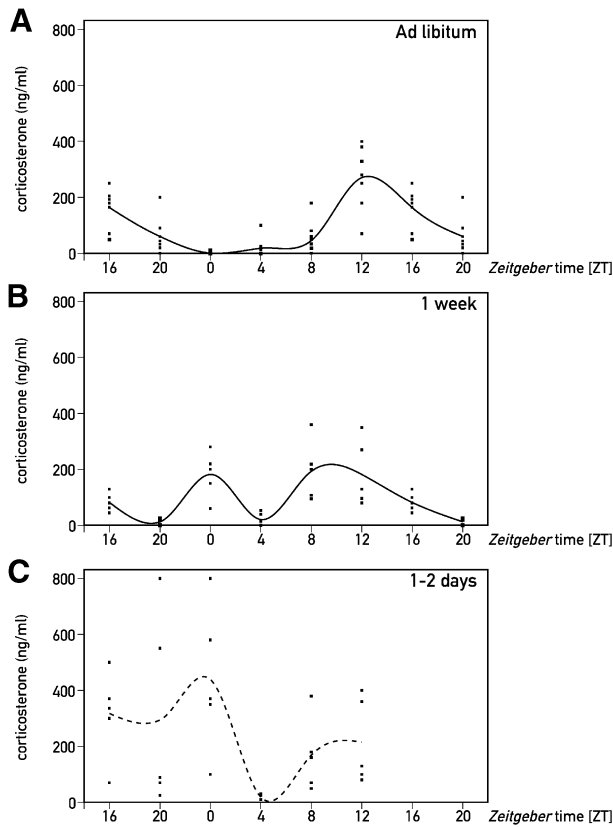 A
Ad libitum
corticosterone (ng/ml)
800
600
400
200
0
16 20 0 4 8 12 16 20 Zeitgeber time [ZT]
B
1 week
corticosterone (ng/ml)
800
600
400
200
0
16 20 0 4 8 12 16 20 Zeitgeber time [ZT]
C
1-2 days
corticosterone (ng/ml)
800
600
400
200
0
16 20 0 4 8 12 16 20 Zeitgeber time [ZT]